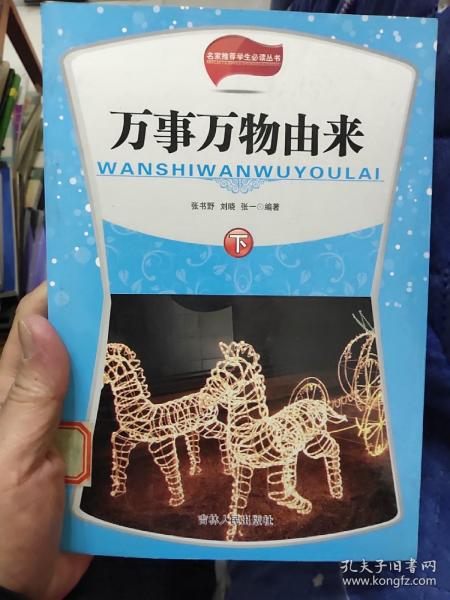 名家推荐学生必读丛书
万事万物由来
WANSHIWANWUYOULAI
张书野 刘晓 张一○编著
下
吉林人民出版社
孔夫子旧书网
www.kongfz.com